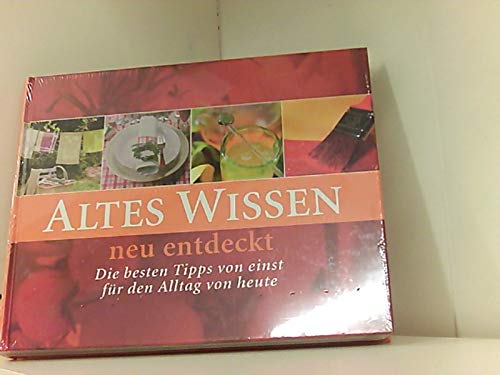 ALTES WISSEN
neu entdeckt
Die besten Tipps von einst
für den Alltag von heute